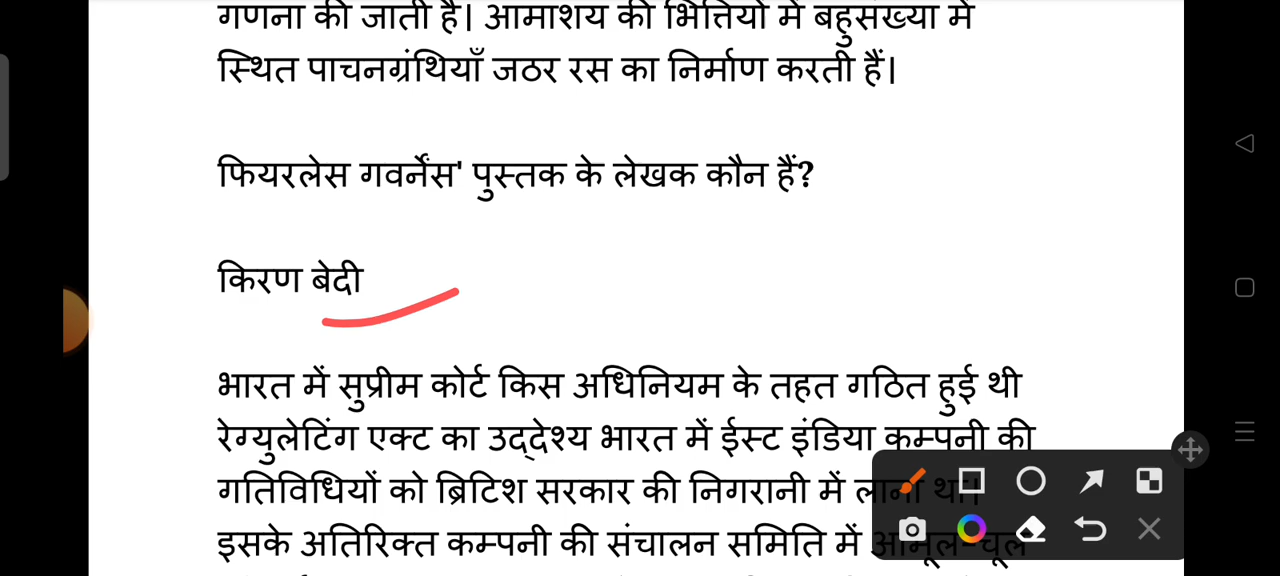 गणना की जाती है। आमाशय की भित्तियों में बहुसंख्या में
स्थित पाचनग्रंथियाँ जठर रस का निर्माण करती हैं।
फियरलेस गवर्नेंस' पुस्तक के लेखक कौन हैं?
किरण बेदी
भारत में सुप्रीम कोर्ट किस अधिनियम के तहत गठित हुई थी
रेग्युलेटिंग एक्ट का उद्देश्य भारत में ईस्ट इंडिया कम्पनी की
गतिविधियों को ब्रिटिश सरकार की निगरानी में लाना था।
इसके अतिरिक्त कम्पनी की संचालन समिति में आमूल-चूल